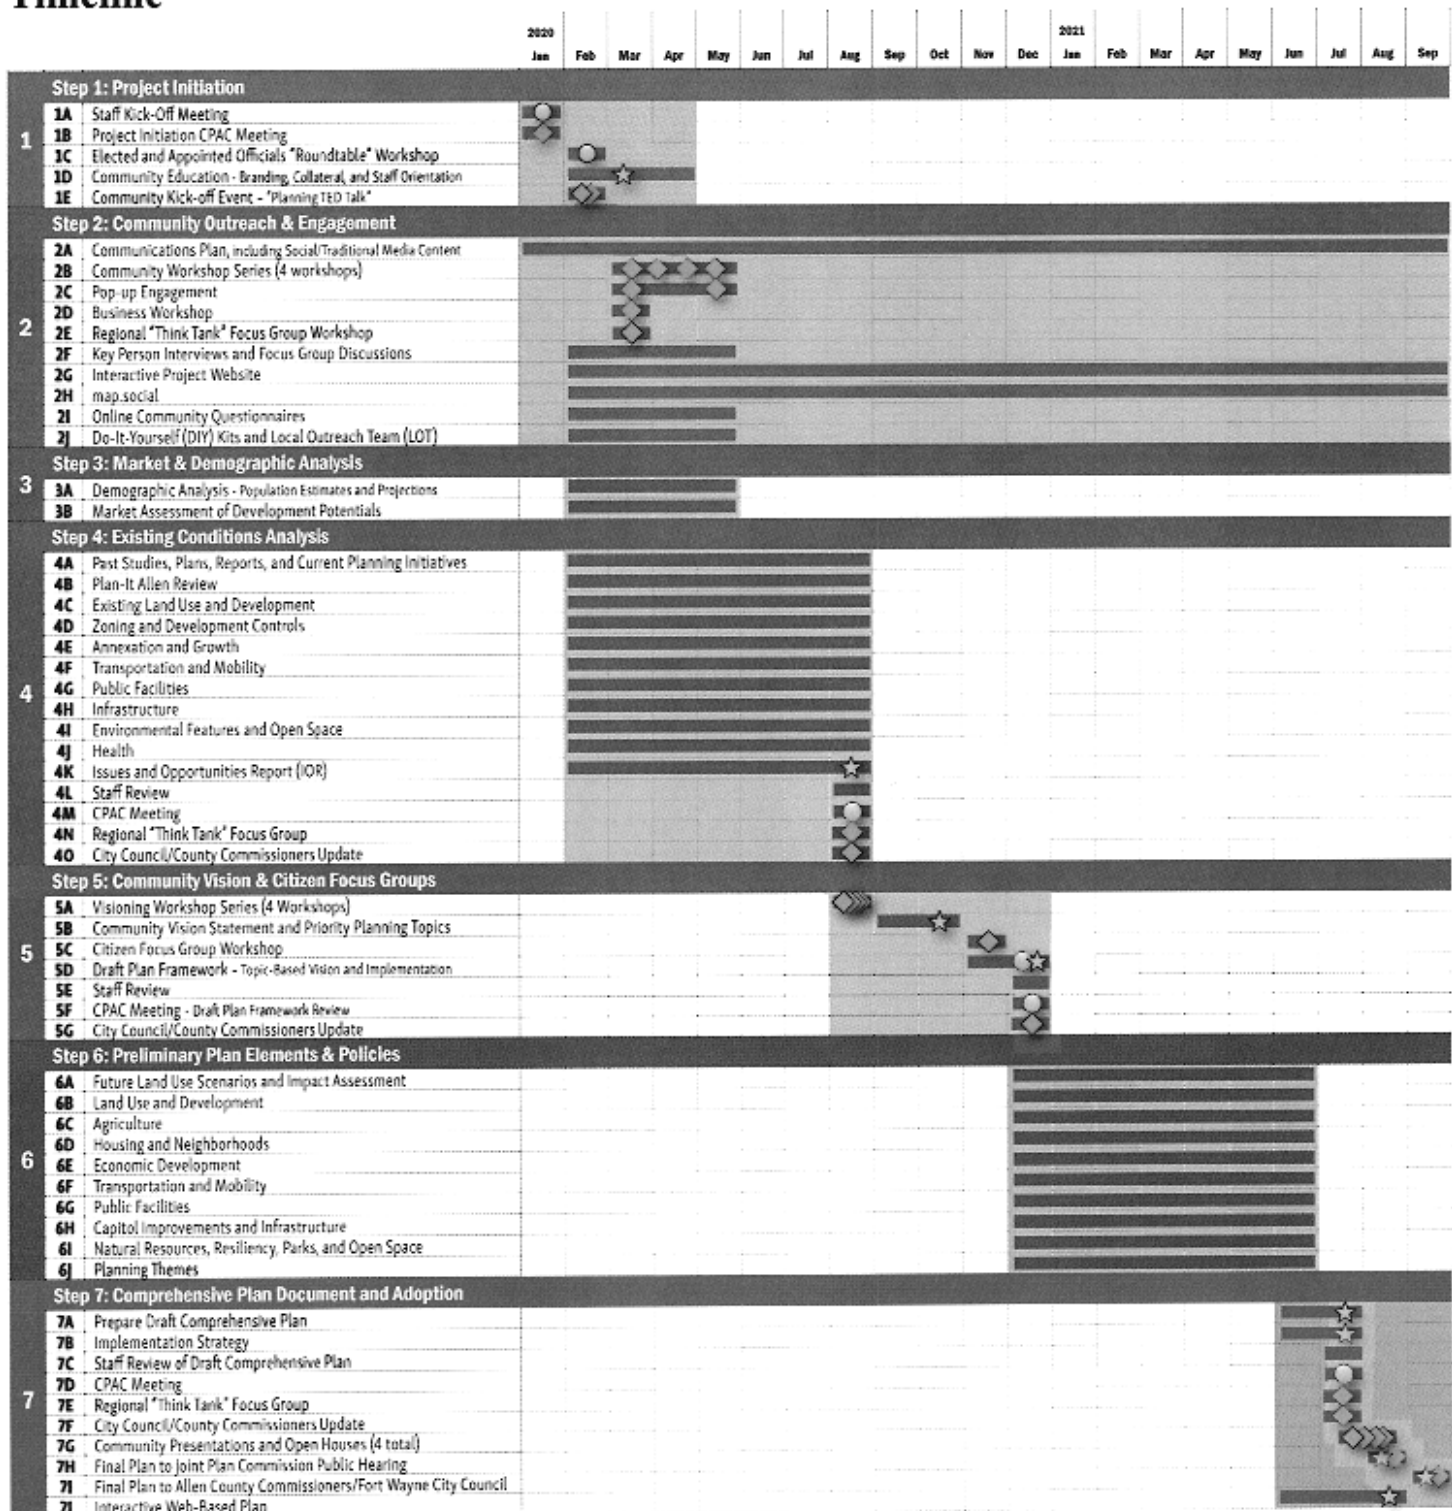 Timeline
2020 2021
Jan Feb Mar Apr May Jun Jul Aug Sep Oct Nov Dec Jan Feb Mar Apr May Jun Jul Aug Sep
Step 1: Project Initiation
1
1A Staff Kick-Off Meeting
1B Project Initiation CPAC Meeting
1C Elected and Appointed Officials "Roundtable" Workshop
1D Community Education - Branding, Collateral, and Staff Orientation
1E Community Kick-off Event - "Planning TED Talk"
Step 2: Community Outreach & Engagement
2
2A Communications Plan, including Social/Traditional Media Content
2B Community Workshop Series (4 workshops)
2C Pop-up Engagement
2D Business Workshop
2E Regional "Think Tank" Focus Group Workshop
2F Key Person Interviews and Focus Group Discussions
2G Interactive Project Website
2H map.social
2I Online Community Questionnaires
2J Do-It-Yourself (DIY) Kits and Local Outreach Team (LOT)
Step 3: Market & Demographic Analysis
3
3A Demographic Analysis - Population Estimates and Projections
3B Market Assessment of Development Potentials
Step 4: Existing Conditions Analysis
4
4A Past Studies, Plans, Reports, and Current Planning Initiatives
4B Plan-It Allen Review
4C Existing Land Use and Development
4D Zoning and Development Controls
4E Annexation and Growth
4F Transportation and Mobility
4G Public Facilities
4H Infrastructure
4I Environmental Features and Open Space
4J Health
4K Issues and Opportunities Report (IOR)
4L Staff Review
4M CPAC Meeting
4N Regional "Think Tank" Focus Group
4O City Council/County Commissioners Update
Step 5: Community Vision & Citizen Focus Groups
5
5A Visioning Workshop Series (4 Workshops)
5B Community Vision Statement and Priority Planning Topics
5C Citizen Focus Group Workshop
5D Draft Plan Framework - Topic-Based Vision and Implementation
5E Staff Review
5F CPAC Meeting - Draft Plan Framework Review
5G City Council/County Commissioners Update
Step 6: Preliminary Plan Elements & Policies
6
6A Future Land Use Scenarios and Impact Assessment
6B Land Use and Development
6C Agriculture
6D Housing and Neighborhoods
6E Economic Development
6F Transportation and Mobility
6G Public Facilities
6H Capitol Improvements and Infrastructure
6I Natural Resources, Resiliency, Parks, and Open Space
6J Planning Themes
Step 7: Comprehensive Plan Document and Adoption
7
7A Prepare Draft Comprehensive Plan
7B Implementation Strategy
7C Staff Review of Draft Comprehensive Plan
7D CPAC Meeting
7E Regional "Think Tank" Focus Group
7F City Council/County Commissioners Update
7G Community Presentations and Open Houses (4 total)
7H Final Plan to Joint Plan Commission Public Hearing
7I Final Plan to Allen County Commissioners/Fort Wayne City Council
7J Interactive Web-Based Plan